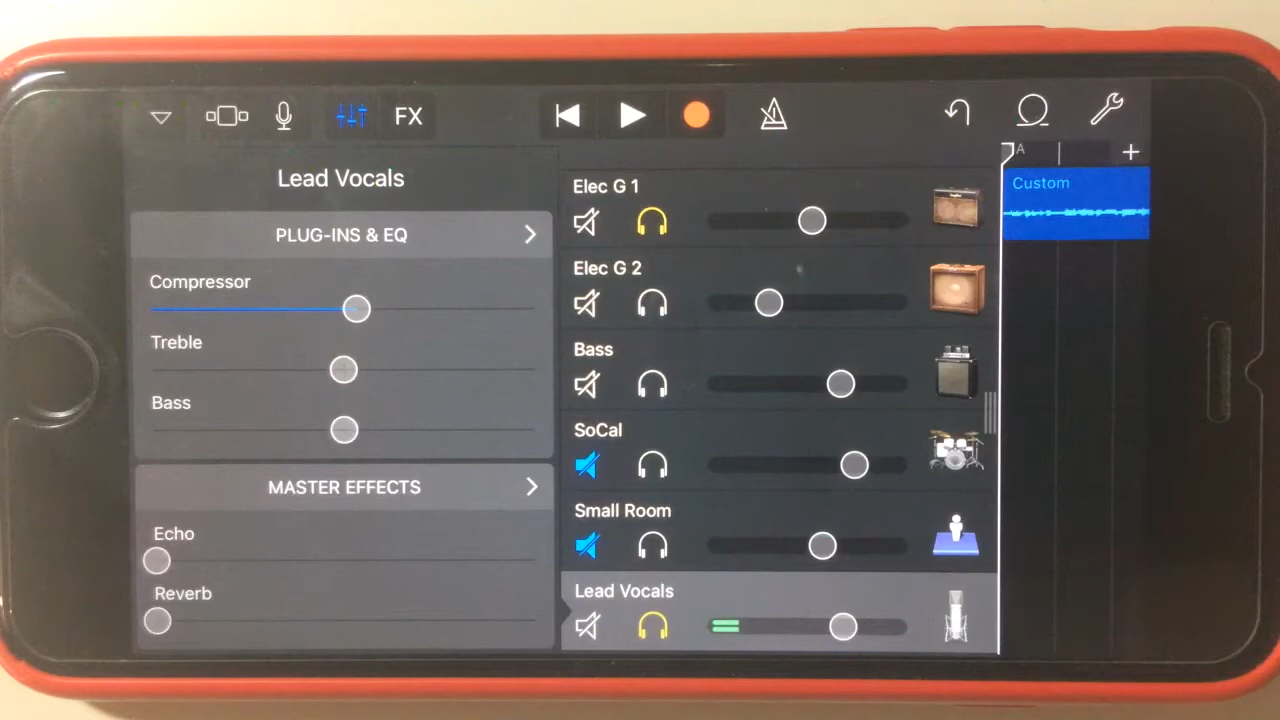 FX
Lead Vocals
PLUG-INS & EQ
Compressor
Treble
Bass
MASTER EFFECTS
Echo
Reverb
Elec G 1
Elec G 2
Bass
SoCal
Small Room
Lead Vocals
A
+
Custom